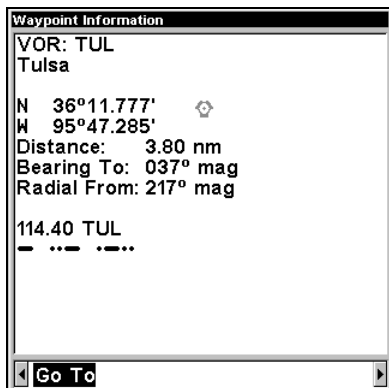 Waypoint Information
VOR: TUL
Tulsa
N 36º11.777'
W 95º47.285'
Distance: 3.80 nm
Bearing To: 037º mag
Radial From: 217º mag
114.40 TUL
– ··– ·–··
Go To